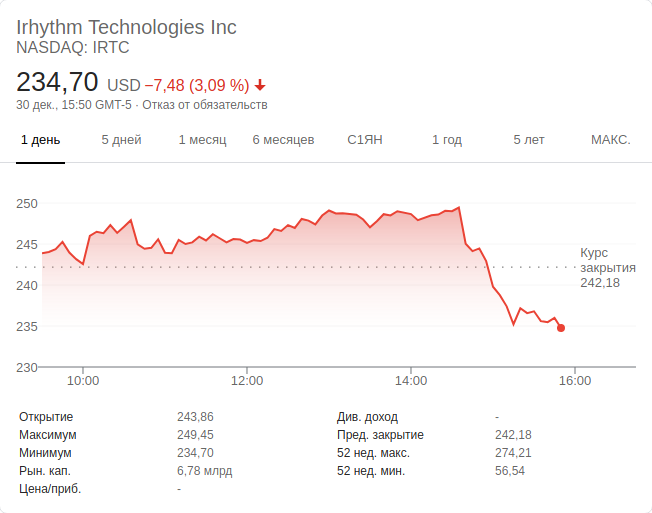 Irhythm Technologies Inc
NASDAQ: IRTC
234,70 USD −7,48 (3,09 %)
30 дек., 15:50 GMT-5 · Отказ от обязательств
1 день 5 дней 1 месяц 6 месяцев С1ЯН 1 год 5 лет МАКС.
250
245
240
235
230
Курс
закрытия
242,18
10:00 12:00 14:00 16:00
Открытие 243,86 Див. доход -
Максимум 249,45 Пред. закрытие 242,18
Минимум 234,70 52 нед. макс. 274,21
Рын. кап. 6,78 млрд 52 нед. мин. 56,54
Цена/приб. -